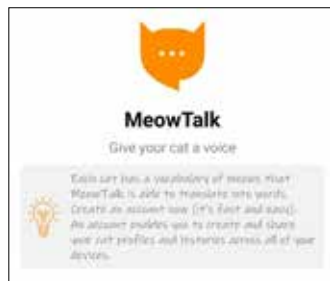 MeowTalk
Give your cat a voice
Each cat has a vocabulary of meows that
MeowTalk is able to translate into words.
Create an account now (it's fast and easy).
An account enables you to create and share
your cat profiles and histories across all of your
devices.